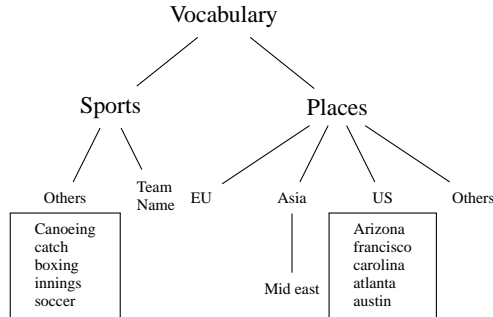 Vocabulary
Sports
Places
Others
Team
Name
EU
Asia
US
Others
Canoeing
catch
boxing
innings
soccer
Mid east
Arizona
francisco
carolina
atlanta
austin